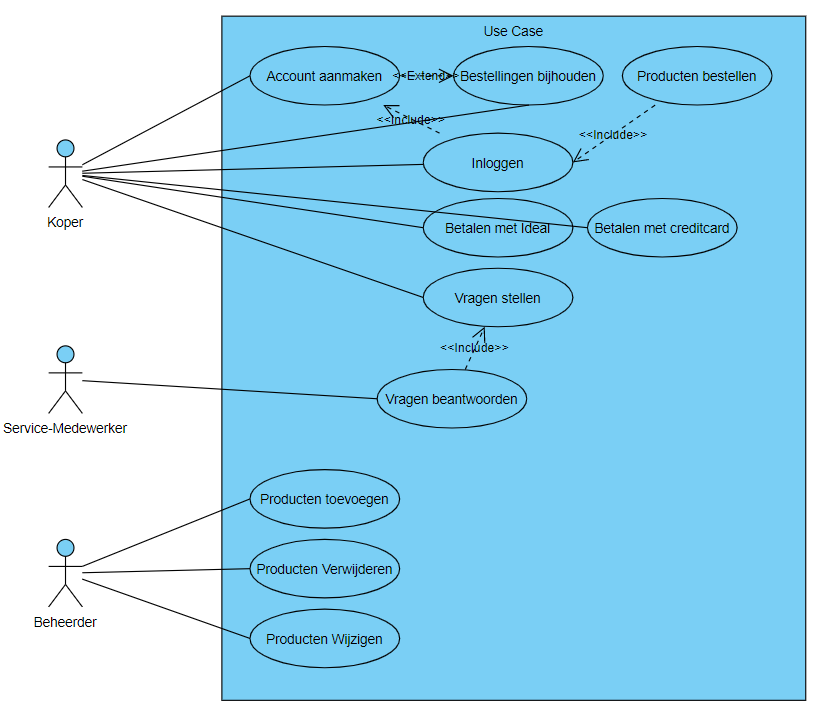 Use Case
Account aanmaken
<<Extend>>
Bestellingen bijhouden
Producten bestellen
<<Include>>
<<Include>>
Inloggen
Koper
Betalen met Ideal
Betalen met creditcard
Vragen stellen
<<Include>>
Vragen beantwoorden
Service-Medewerker
Producten toevoegen
Producten Verwijderen
Beheerder
Producten Wijzigen